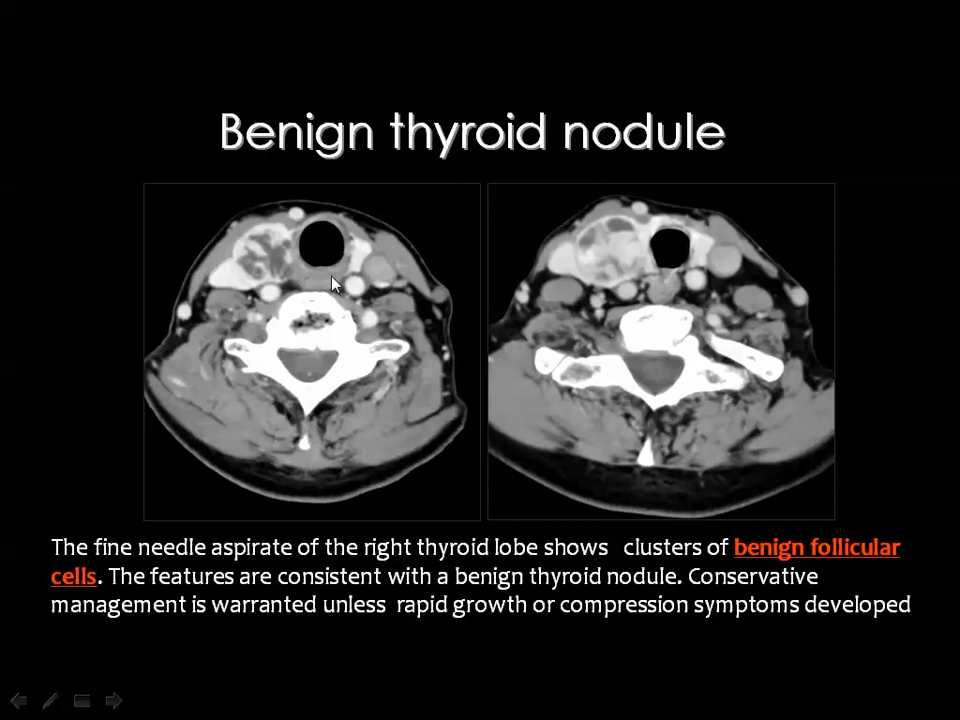 Benign thyroid nodule
The fine needle aspirate of the right thyroid lobe shows clusters of benign follicular
cells. The features are consistent with a benign thyroid nodule. Conservative
management is warranted unless rapid growth or compression symptoms developed